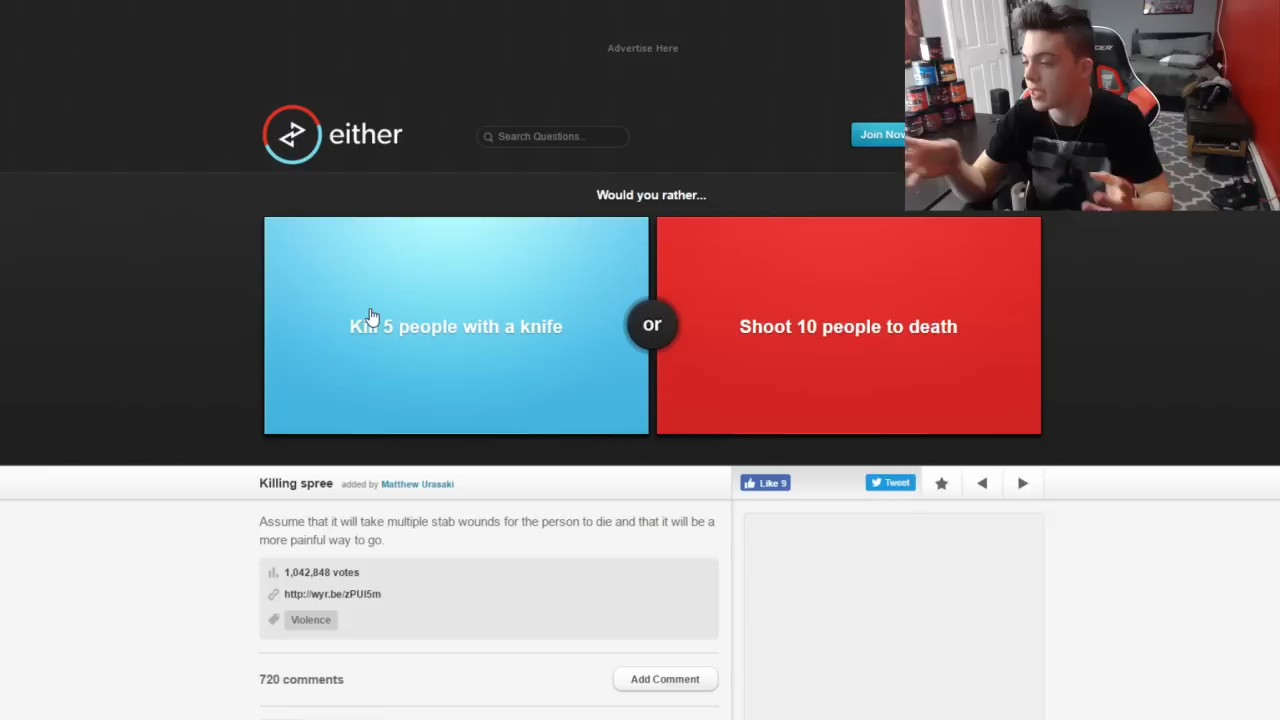 Advertise Here
either
Search Questions...
Join Now
Would you rather...
Kill 5 people with a knife
or
Shoot 10 people to death
Killing spree added by Matthew Urasaki
Like 9
Tweet
Assume that it will take multiple stab wounds for the person to die and that it will be a
more painful way to go.
1,042,848 votes
http://wyr.be/zPUI5m
Violence
720 comments
Add Comment